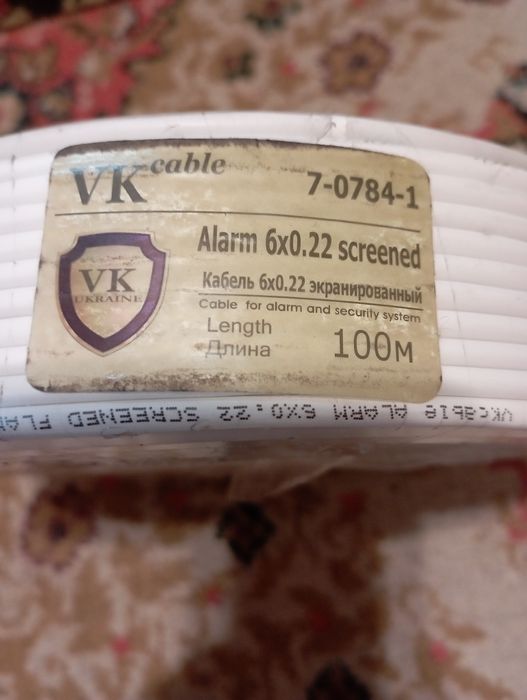 VK cable
7-0784-1
Alarm 6x0.22 screened
Кабель 6x0.22 экранированный
Cable for alarm and security system
Length
Длина
100м
VK
UKRAINE
VKcable ALARM 6X0.22 SCREENED